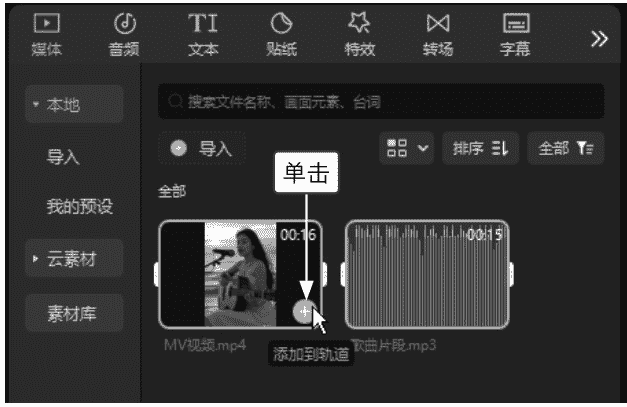 媒体 音频 文本 贴纸 特效 转场 字幕
本地
搜索文件名称、画面元素、台词
导入
导入
排序
全部
我的预设
全部
单击
云素材
00:16
00:15
素材库
MV视频.mp4
歌曲片段.mp3
添加到轨道